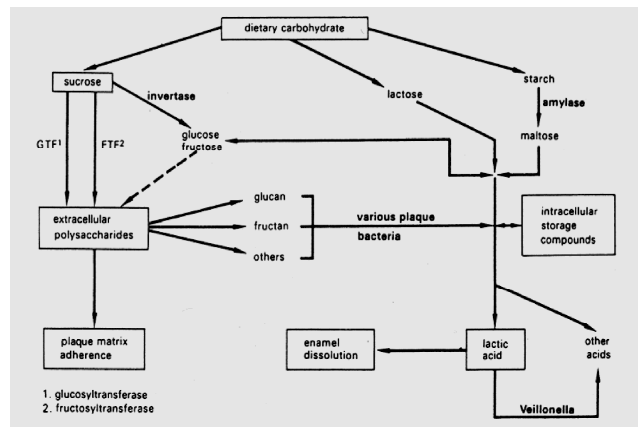 dietary carbohydrate
sucrose
invertase
lactose
starch
amylase
GTF¹
FTF²
glucose
fructose
maltose
extracellular
polysaccharides
glucan
fructan
others
various plaque
bacteria
intracellular
storage
compounds
plaque matrix
adherence
enamel
dissolution
lactic
acid
other
acids
Veillonella
1. glucosyltransferase
2. fructosyltransferase